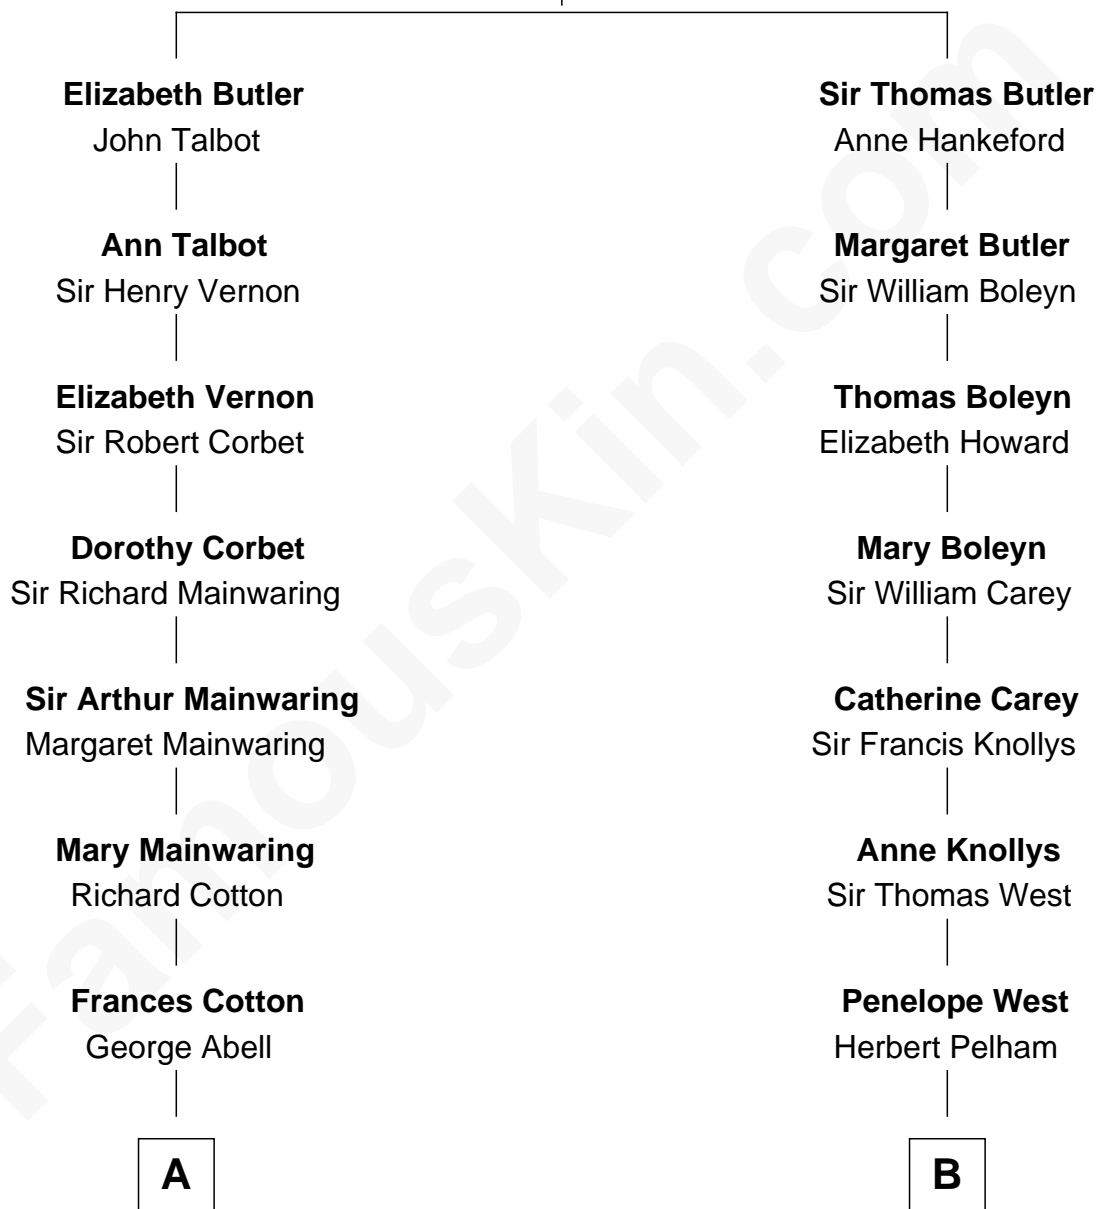 Elizabeth Butler
John Talbot
Ann Talbot
Sir Henry Vernon
Elizabeth Vernon
Sir Robert Corbet
Dorothy Corbet
Sir Richard Mainwaring
Sir Arthur Mainwaring
Margaret Mainwaring
Mary Mainwaring
Richard Cotton
Frances Cotton
George Abell
A
Sir Thomas Butler
Anne Hankeford
Margaret Butler
Sir William Boleyn
Thomas Boleyn
Elizabeth Howard
Mary Boleyn
Sir William Carey
Catherine Carey
Sir Francis Knollys
Anne Knollys
Sir Thomas West
Penelope West
Herbert Pelham
B
FamousKin.com